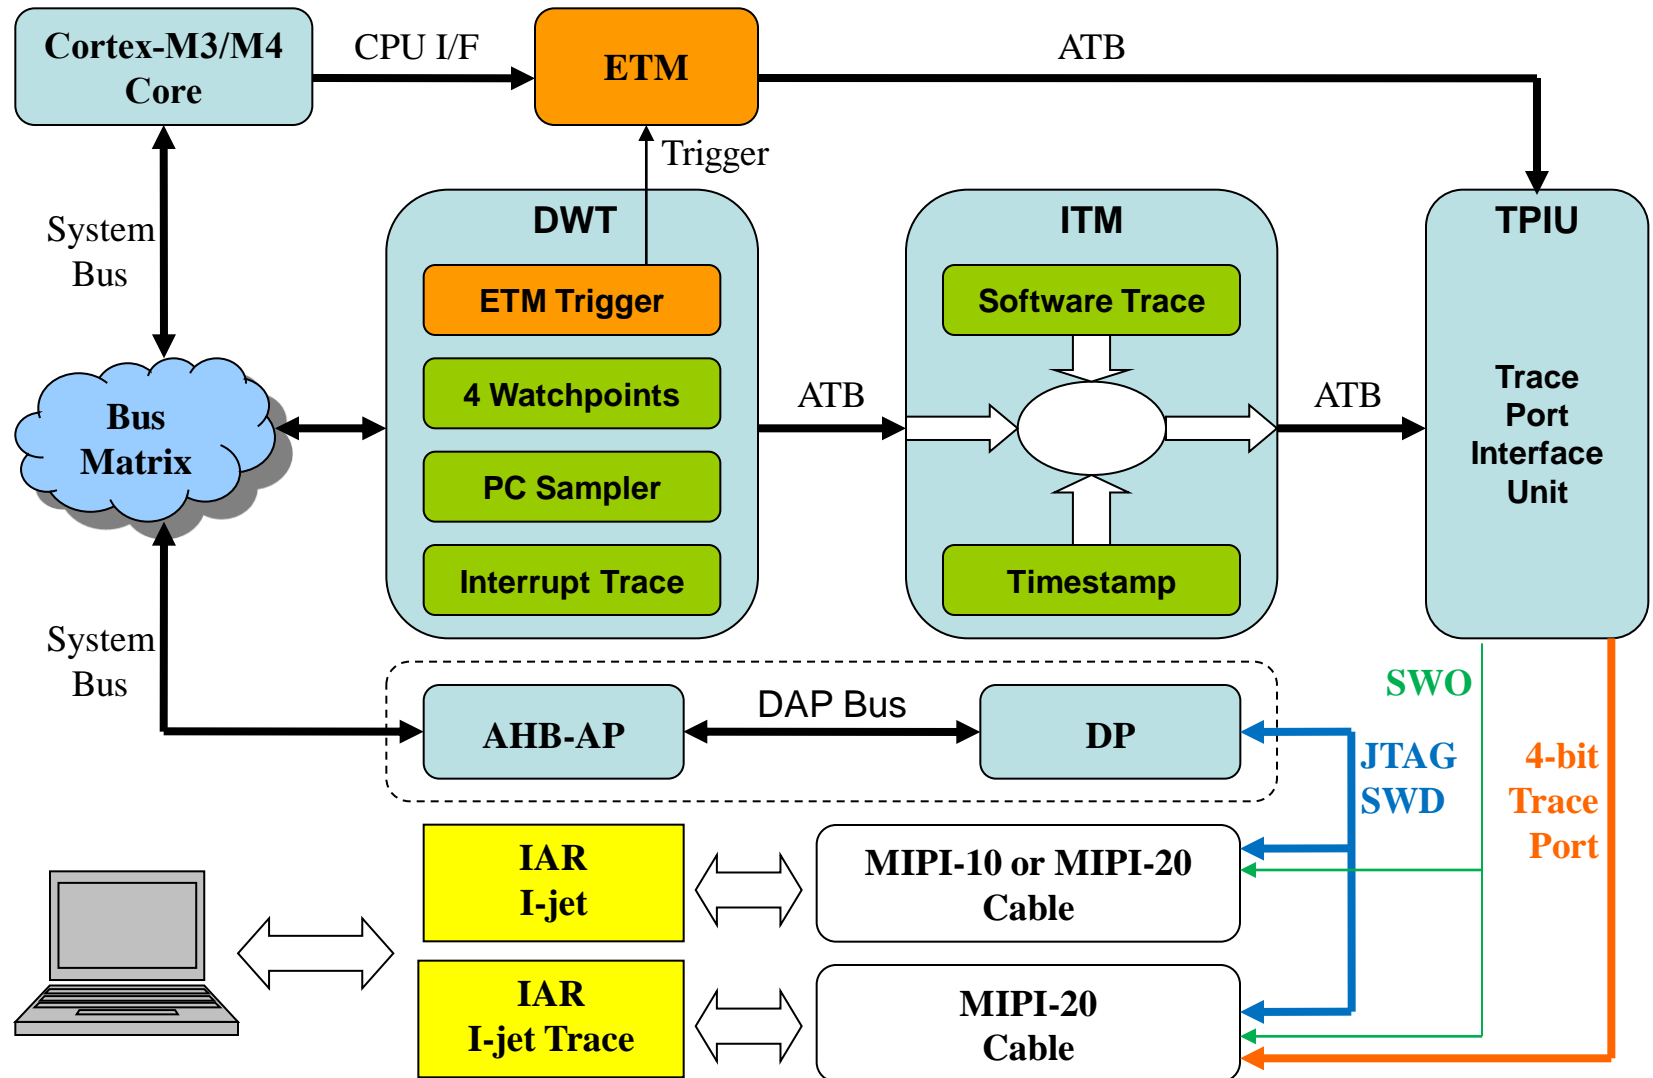 Cortex-M3/M4
Core
CPU I/F
ETM
ATB
Trigger
System
Bus
DWT
ETM Trigger
4 Watchpoints
PC Sampler
Interrupt Trace
ATB
ITM
Software Trace
Timestamp
ATB
TPIU
Trace
Port
Interface
Unit
Bus
Matrix
System
Bus
AHB-AP
DAP Bus
DP
SWO
JTAG
SWD
4-bit
Trace
Port
IAR
I-jet
MIPI-10 or MIPI-20
Cable
IAR
I-jet Trace
MIPI-20
Cable